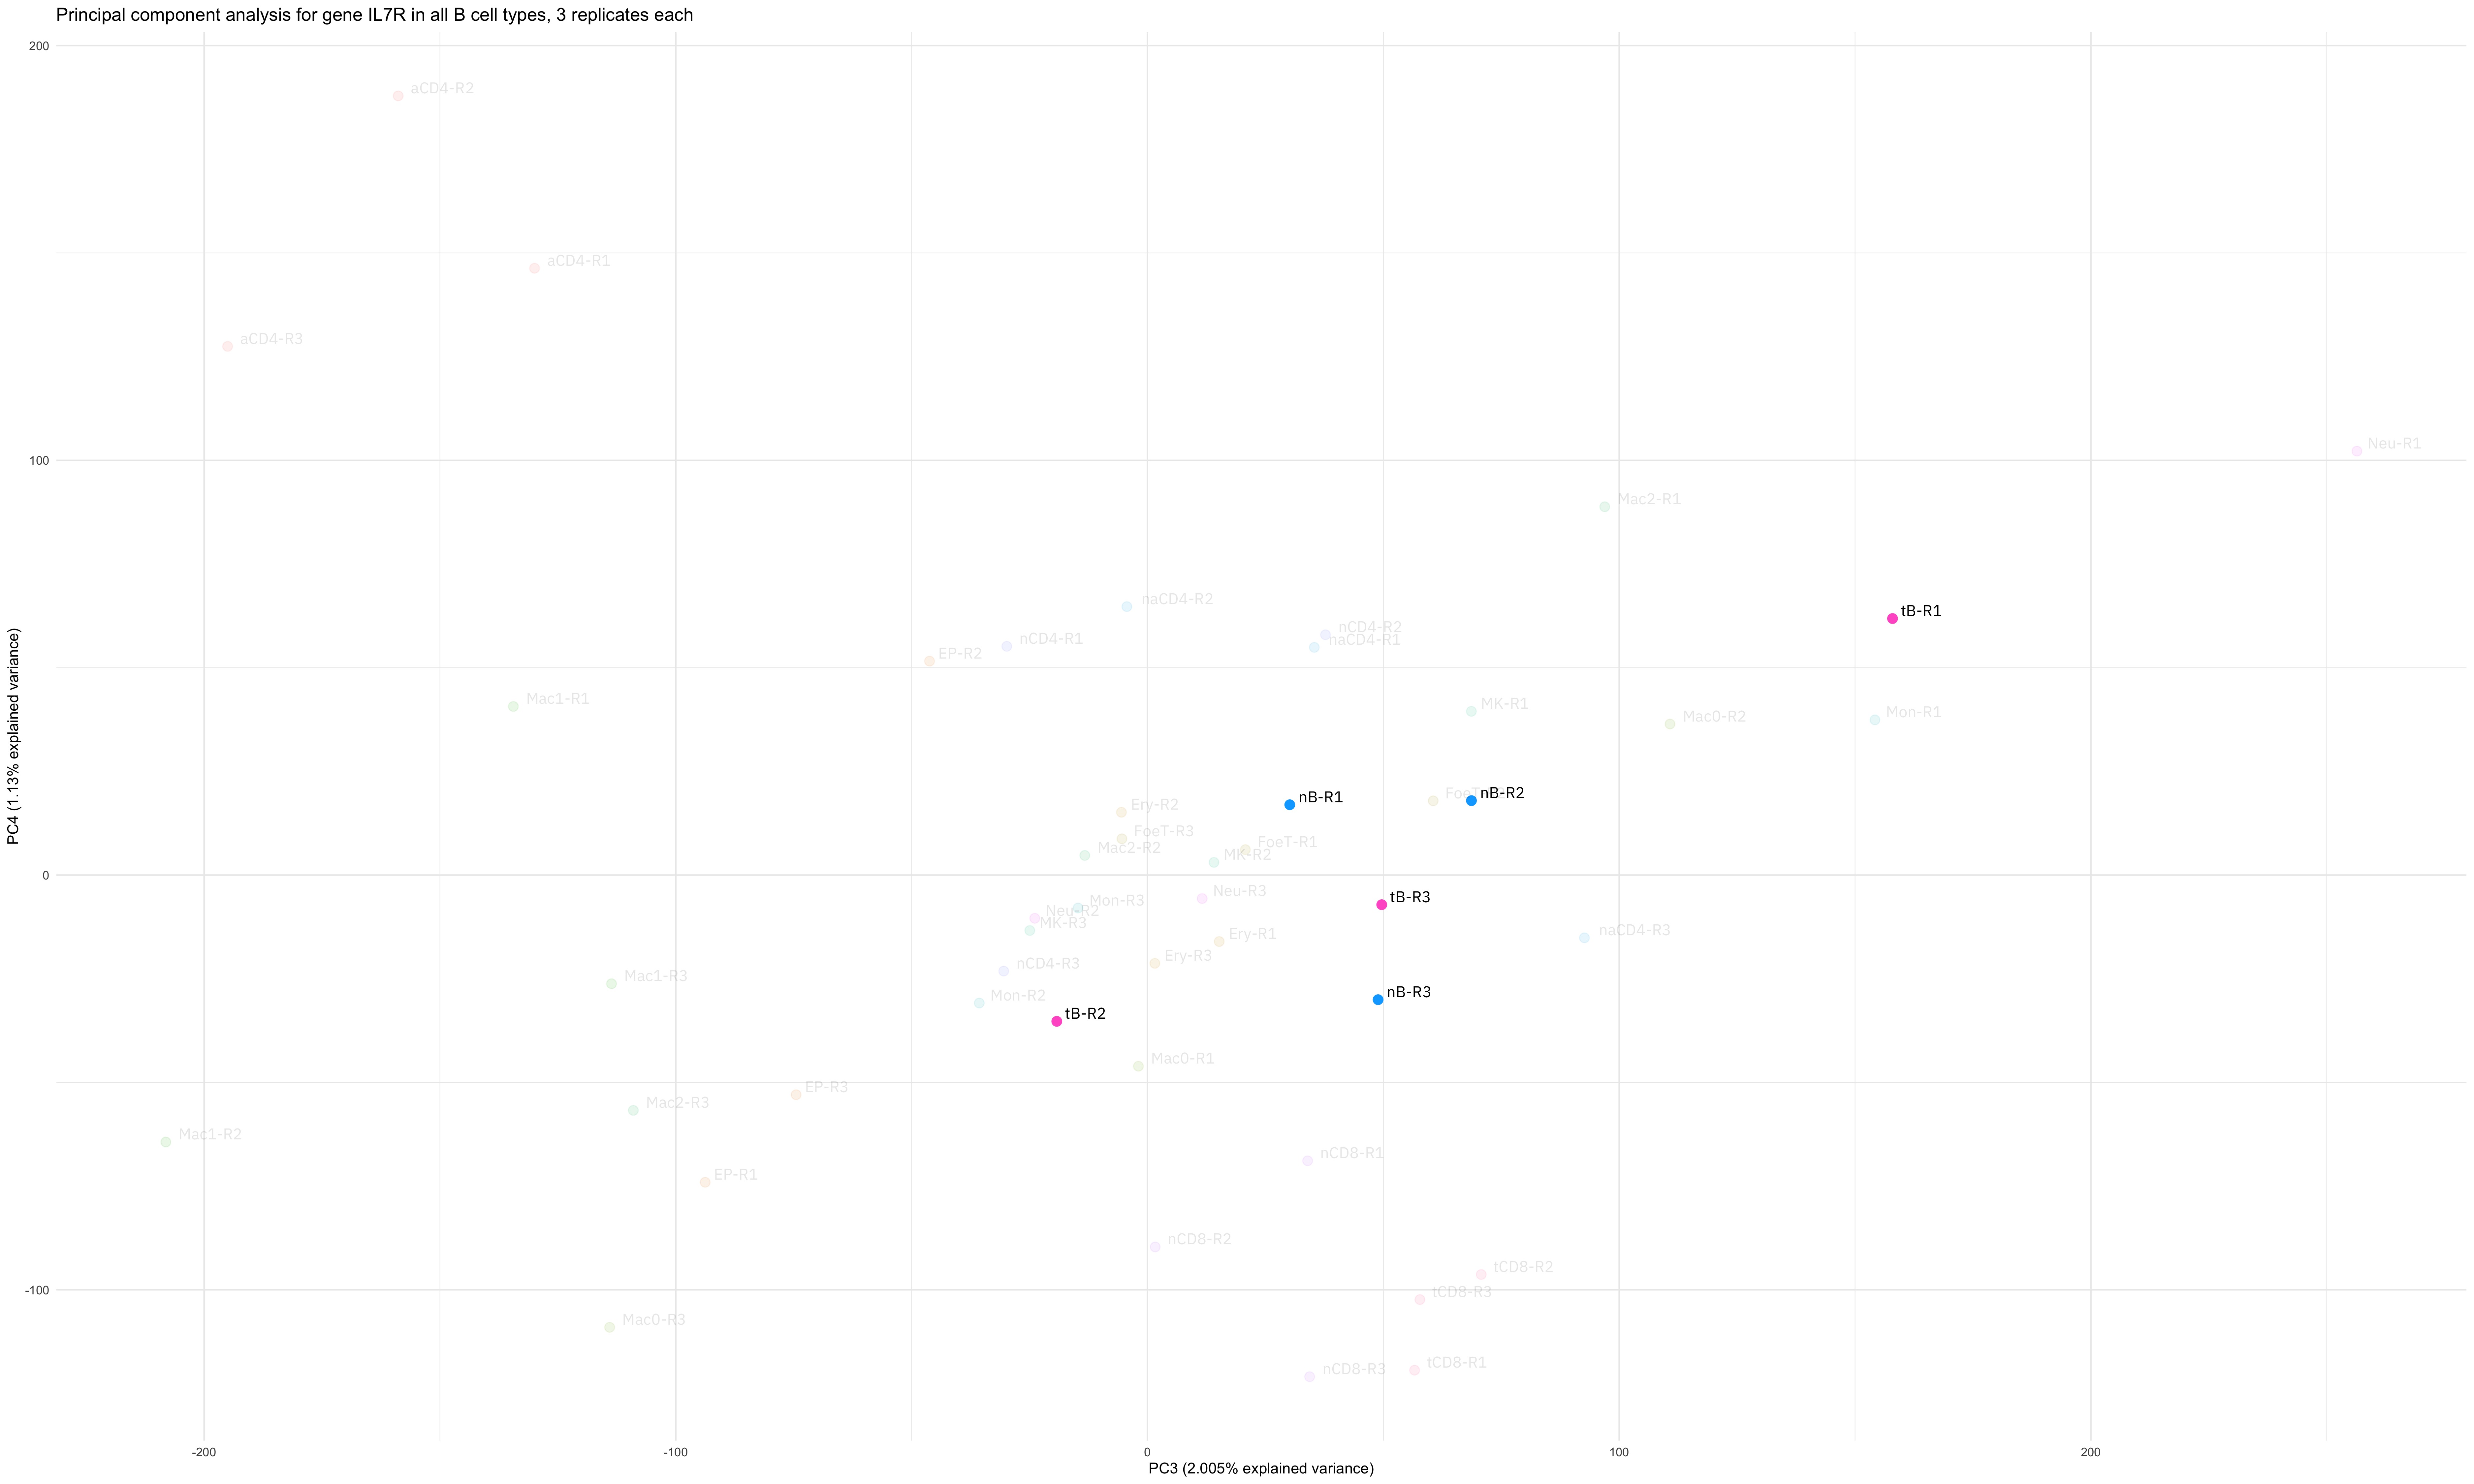 Principal component analysis for gene IL7R in all B cell types, 3 replicates each
200
aCD4-R2
aCD4-R1
aCD4-R3
100
Neu-R1
Mac2-R1
naCD4-R2
tB-R1
nCD4-R2
nCD4-R1
naCD4-R1
EP-R2
Mac1-R1
MK-R1
Mac0-R2
Mon-R1
nB-R1
FoeT
nB-R2
Ery-R2
FoeT-R3
FoeT-R1
Mac2-R2
MK-R2
0
Neu-R3
tB-R3
Mon-R3
Neu-R2
MK-R3
naCD4-R3
Ery-R1
Ery-R3
nCD4-R3
Mac1-R3
Mon-R2
nB-R3
tB-R2
Mac0-R1
EP-R3
Mac2-R3
Mac1-R2
nCD8-R1
EP-R1
nCD8-R2
tCD8-R2
-100
tCD8-R3
Mac0-R3
tCD8-R1
nCD8-R3
-200 -100 0 100 200
PC3 (2.005% explained variance)
PC4 (1.13% explained variance)